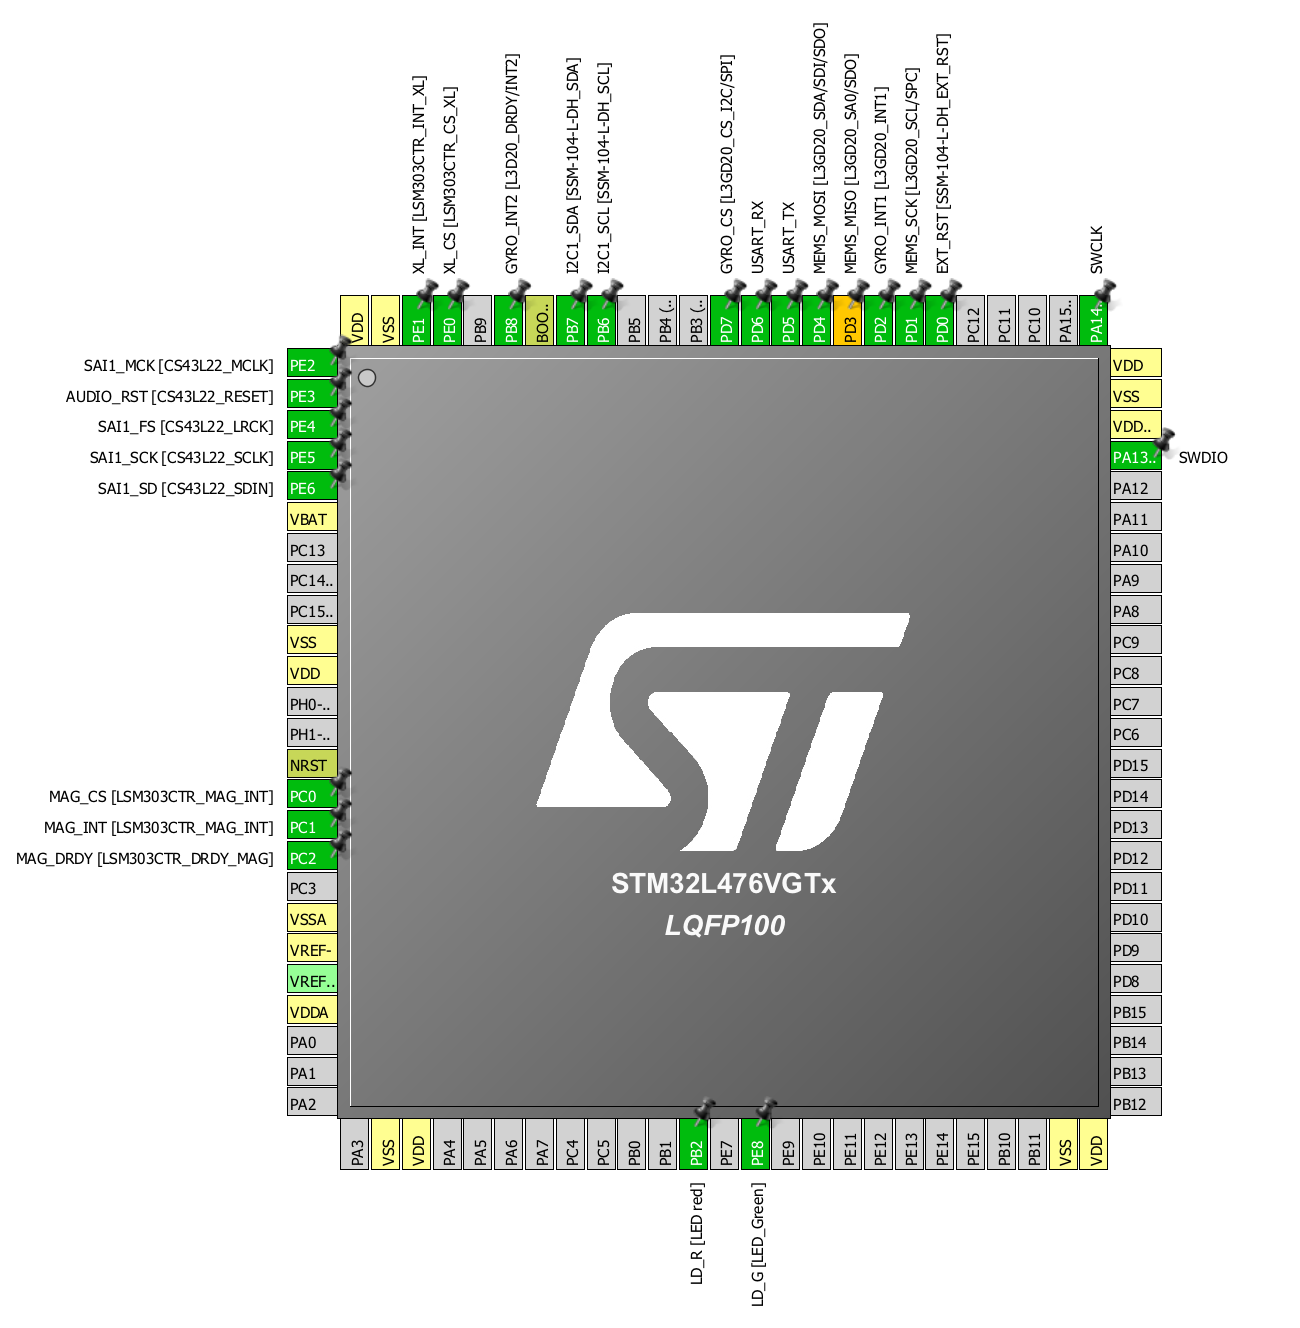 XL_INT [LSM303CTR_INT_XL]
XL_CS [LSM303CTR_CS_XL]
GYRO_INT2 [L3D20_DRDY/INT2]
I2C1_SDA [SSM-104-L-DH_SDA]
I2C1_SCL [SSM-104-L-DH_SCL]
GYRO_CS [L3GD20_CS_I2C/SPI]
USART_RX
USART_TX
MEMS_MOSI [L3GD20_SDA/SDI/SDO]
MEMS_MISO [L3GD20_SA0/SDO]
GYRO_INT1 [L3GD20_INT1]
MEMS_SCK [L3GD20_SCL/SPC]
EXT_RST [SSM-104-L-DH_EXT_RST]
SWCLK
VDD
VSS
PE1
PE0
PB9
PB8
BOO..
PB7
PB6
PB5
PB4 (..
PB3 (..
PD7
PD6
PD5
PD4
PD3
PD2
PD1
PD0
PC12
PC11
PC10
PA15..
PA14..
SAI1_MCK [CS43L22_MCLK]
PE2
AUDIO_RST [CS43L22_RESET]
PE3
SAI1_FS [CS43L22_LRCK]
PE4
SAI1_SCK [CS43L22_SCLK]
PE5
SAI1_SD [CS43L22_SDIN]
PE6
VBAT
PC13
PC14..
PC15..
VSS
VDD
PH0-..
PH1-..
NRST
MAG_CS [LSM303CTR_MAG_INT]
PC0
MAG_INT [LSM303CTR_MAG_INT]
PC1
MAG_DRDY [LSM303CTR_DRDY_MAG]
PC2
PC3
VSSA
VREF-
VREF..
VDDA
PA0
PA1
PA2
ST
STM32L476VGTx
LQFP100
VDD
VSS
VDD..
PA13..
SWDIO
PA12
PA11
PA10
PA9
PA8
PC9
PC8
PC7
PC6
PD15
PD14
PD13
PD12
PD11
PD10
PD9
PD8
PB15
PB14
PB13
PB12
PA3
VSS
VDD
PA4
PA5
PA6
PA7
PC4
PC5
PB0
PB1
PB2
PE7
PE8
PE9
PE10
PE11
PE12
PE13
PE14
PE15
PB10
PB11
VSS
VDD
LD_R [LED red]
LD_G [LED_Green]